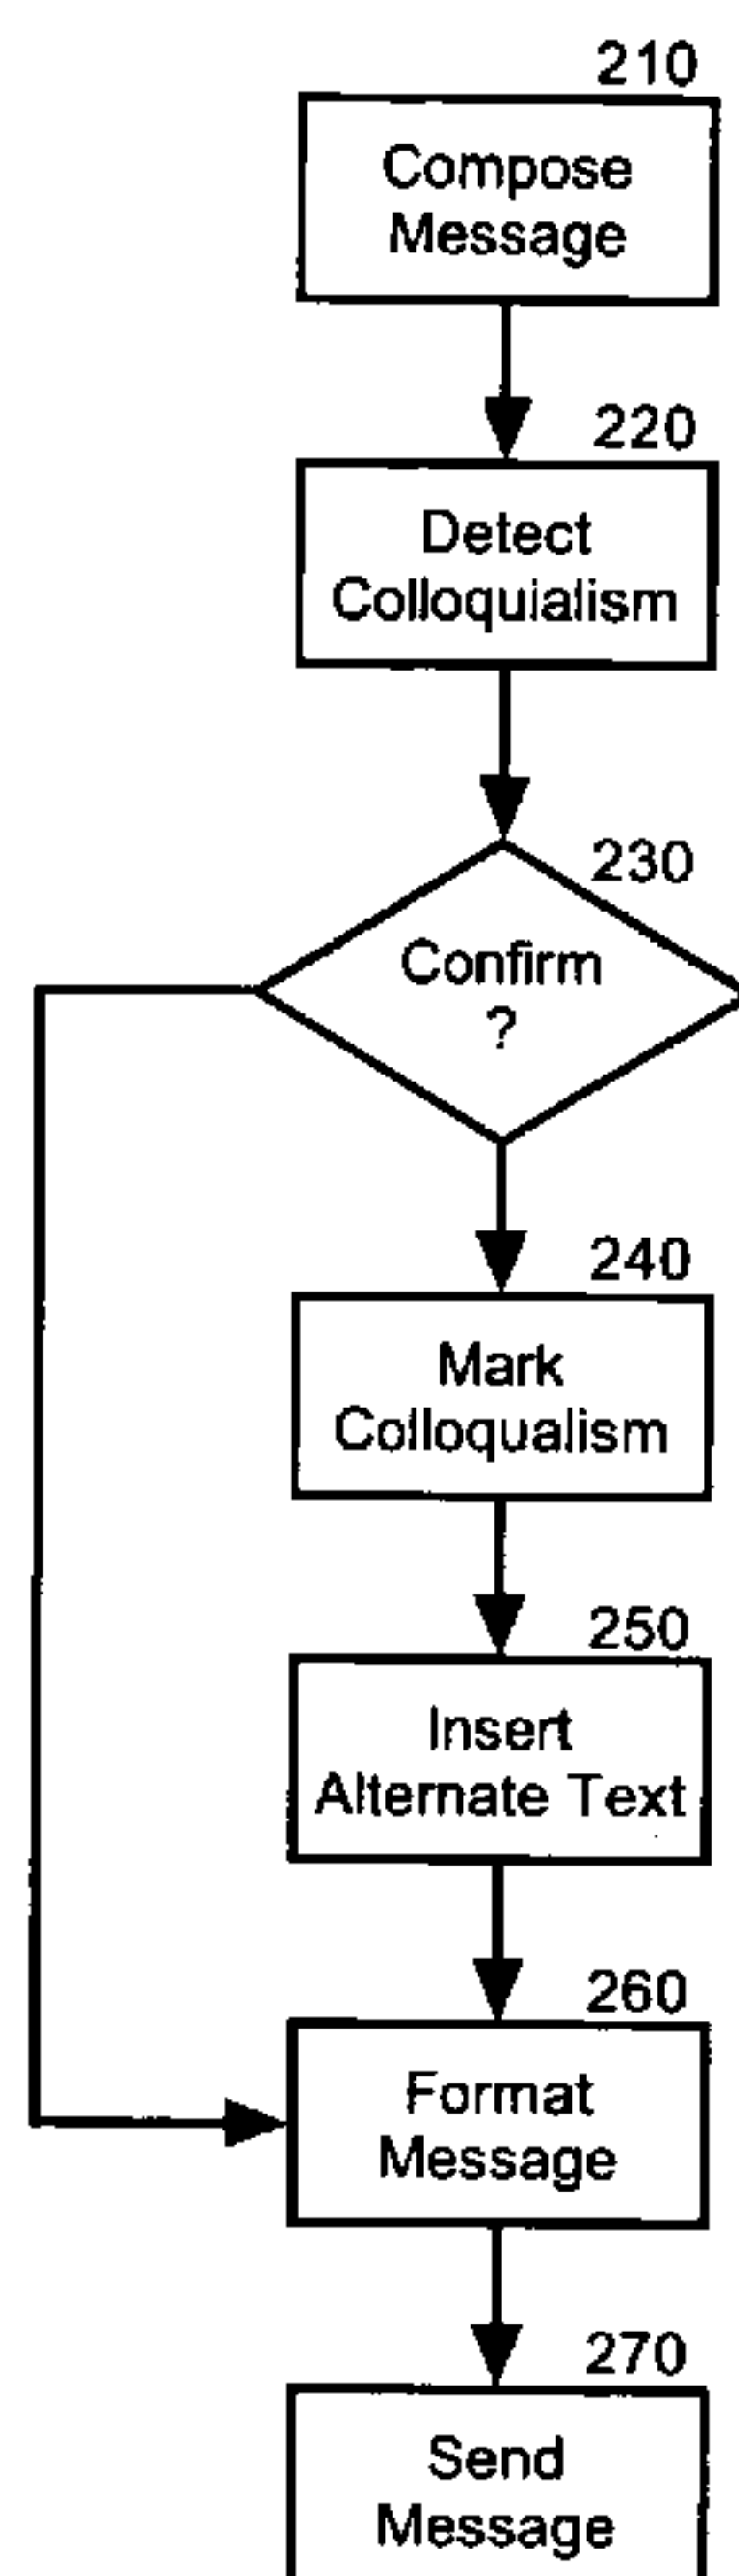 210
Compose
Message
220
Detect
Colloquialism
230
Confirm
?
240
Mark
Colloqualism
250
Insert
Alternate Text
260
Format
Message
270
Send
Message